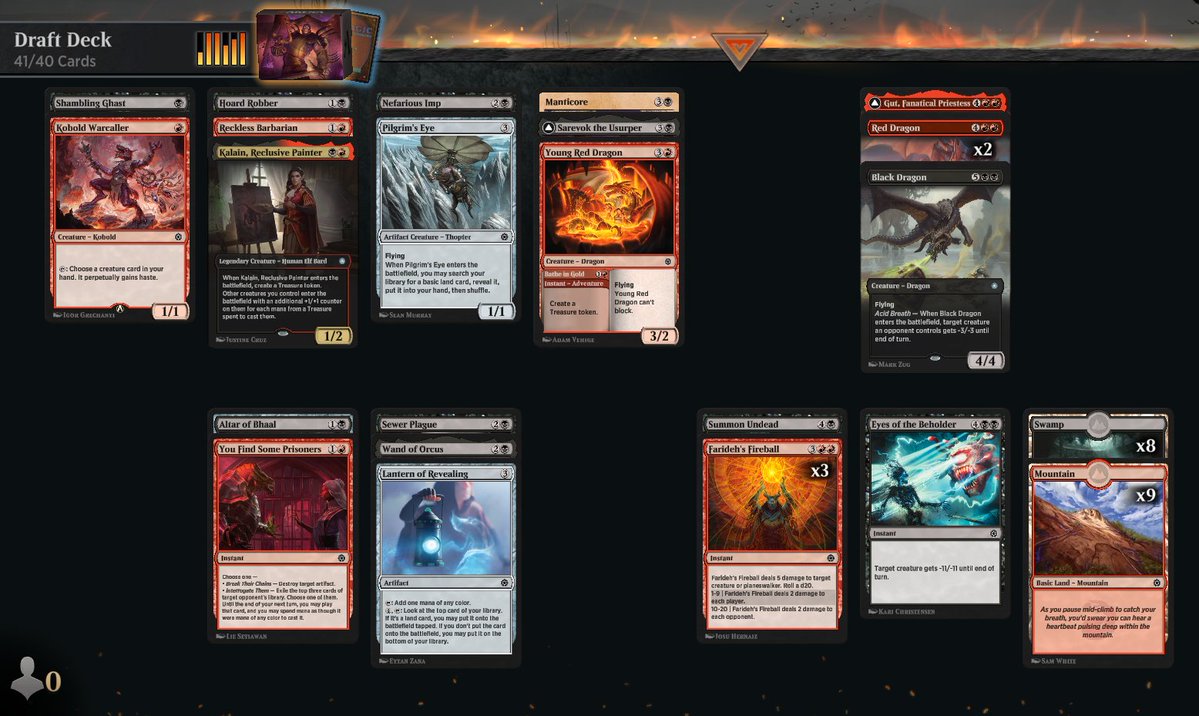 Draft Deck
41/40 Cards
Shambling Ghast
Kobold Warcaller
Creature – Kobold
: Choose a creature card in your
hand. It perpetually gains haste.
IGOR GRECHANYI
1/1
Hoard Robber 1
Reckless Barbarian 1
Kalain, Reclusive Painter
Legendary Creature – Human Elf Bard
When Kalain, Reclusive Painter enters the
battlefield, create a Treasure token.
Other creatures you control enter the
battlefield with an additional +1/+1 counter
on them for each mana from a Treasure
spent to cast them.
JUSTINE CRUZ
1/2
Nefarious Imp 2
Pilgrim's Eye 3
Artifact Creature – Thopter
Flying
When Pilgrim's Eye enters the
battlefield, you may search your
library for a basic land card, reveal it,
put it into your hand, then shuffle.
SEAN MURRAY
1/1
Manticore 3
Sarevok the Usurper 3
Young Red Dragon 3
Creature – Dragon
Bathe in Gold 3
Instant – Adventure
Create a
Treasure token.
Flying
Young Red
Dragon can't
block.
ADAM VEHIGE
3/2
Gut, Fanatical Priestess 4
Red Dragon 4
x2
Black Dragon 5
Creature – Dragon
Flying
Acid Breath — When Black Dragon
enters the battlefield, target creature
an opponent controls gets -3/-3 until
end of turn.
MARK ZUG
4/4
Altar of Bhaal 1
You Find Some Prisoners 1
Instant
Choose one —
• Break Their Chains — Destroy target artifact.
• Interrogate Them — Exile the top three cards of
target opponent's library. Choose one of them.
Until the end of your next turn, you may play
that card, and you may spend mana as though it
were mana of any color to cast it.
LIE SETIAWAN
Sewer Plague 2
Wand of Orcus 2
Lantern of Revealing 3
Artifact
: Add one mana of any color.
: Look at the top card of your library.
If it's a land card, you may put it onto the
battlefield tapped. If you don't put the card
onto the battlefield, you may put it on the
bottom of your library.
EYTAN ZANA
Summon Undead 4
Farideh's Fireball 3
x3
Instant
Farideh's Fireball deals 5 damage to target
creature or planeswalker. Roll a d20.
1-9 | Farideh's Fireball deals 2 damage to
each player.
10-20 | Farideh's Fireball deals 2 damage to
each opponent.
JOSU HERNAIZ
Eyes of the Beholder 4
Instant
Target creature gets -11/-11 until end of
turn.
KARI CHRISTENSEN
Swamp
x8
Mountain
x9
Basic Land – Mountain
As you pause mid-climb to catch your
breath, you'd swear you can hear a
heartbeat pulsing deep within the
mountain.
SAM WHITE
0